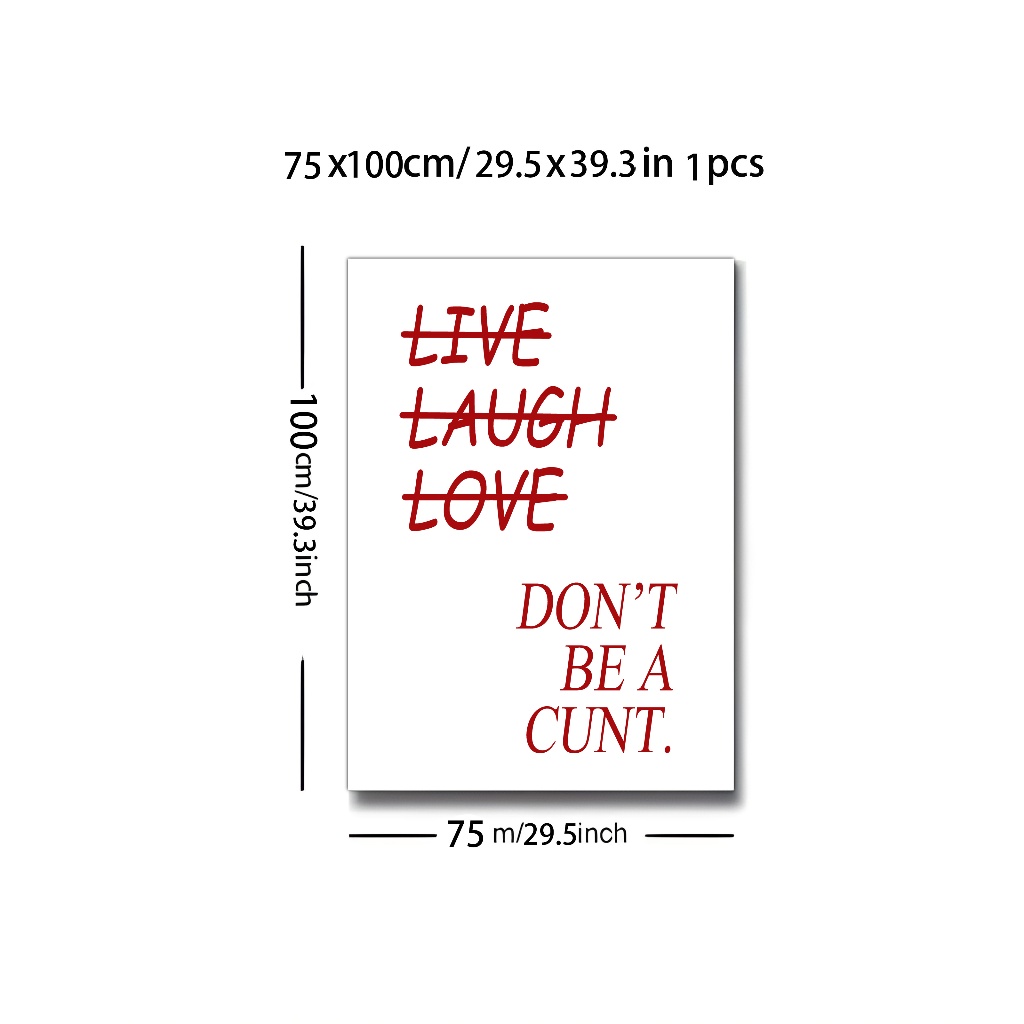 75x100cm/29.5x39.3in 1pcs
100cm/39.3inch
LIVE
LAUGH
LOVE
DON'T
BE A
CUNT.
75 m/29.5inch